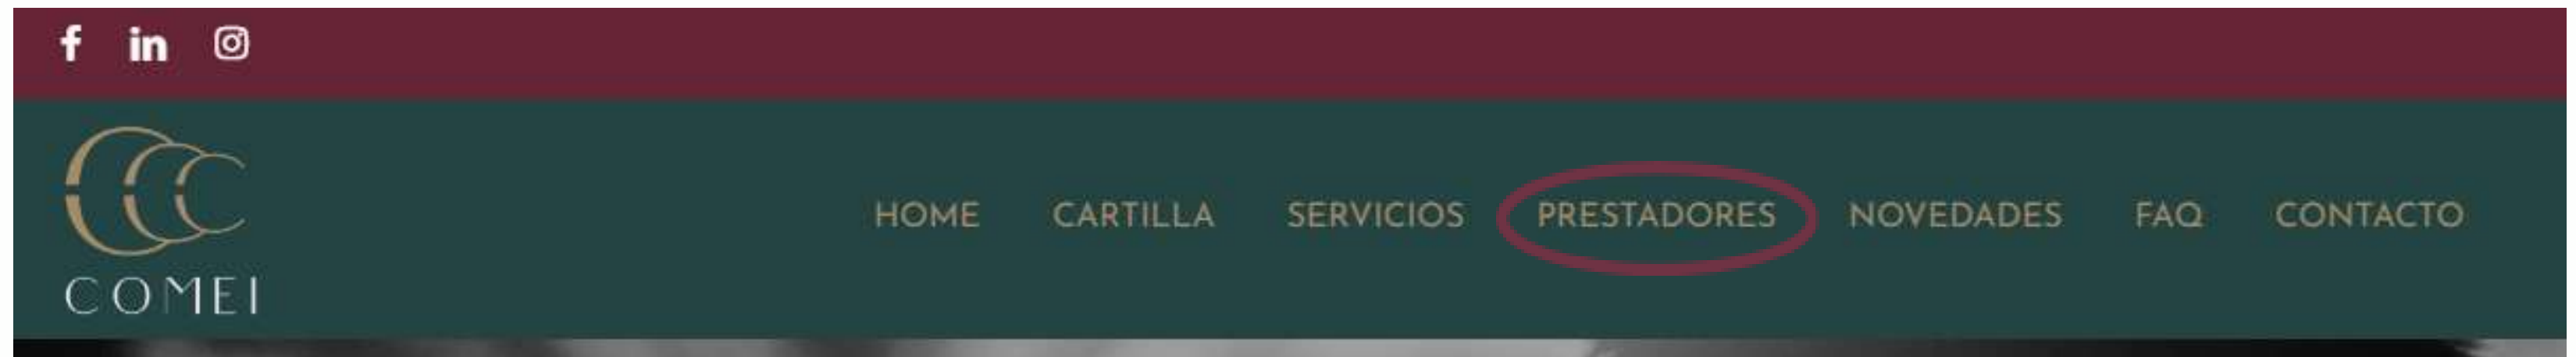 COMEI
HOME CARTILLA SERVICIOS PRESTADORES NOVEDADES FAQ CONTACTO